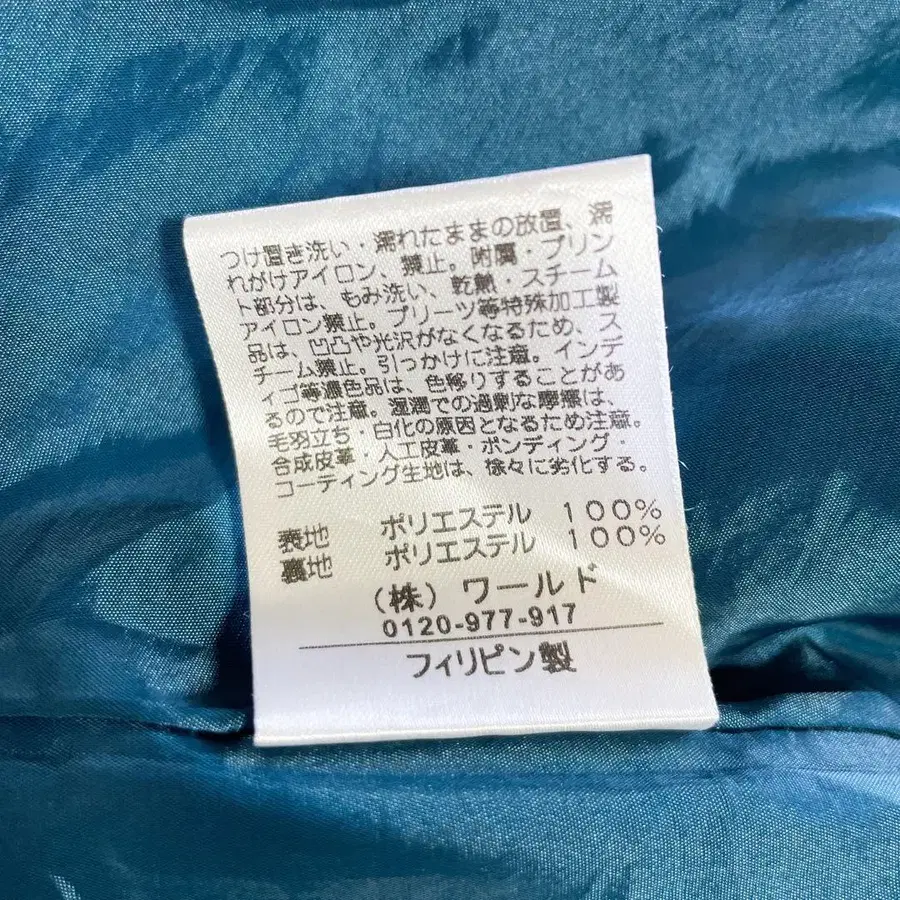 つけ置き洗い・濡れたままの放置、濡
れがけアイロン、禁止。附属・プリン
ト部分は、もみ洗い、乾熱・スチーム
アイロン禁止。プリーツ等特殊加工製
品は、凹凸や光沢がなくなるため、ス
チーム禁止。引っかけに注意。インデ
ィゴ等濃色品は、色移りすることがあ
るので注意。湿潤での過剰な摩擦は、
毛羽立ち・白化の原因となるため注意。
合成皮革・人工皮革・ボンディング・
コーティング生地は、徐々に劣化する。
表地 ポリエステル 100%
裏地 ポリエステル 100%
(株) ワールド
0120-977-917
フィリピン製